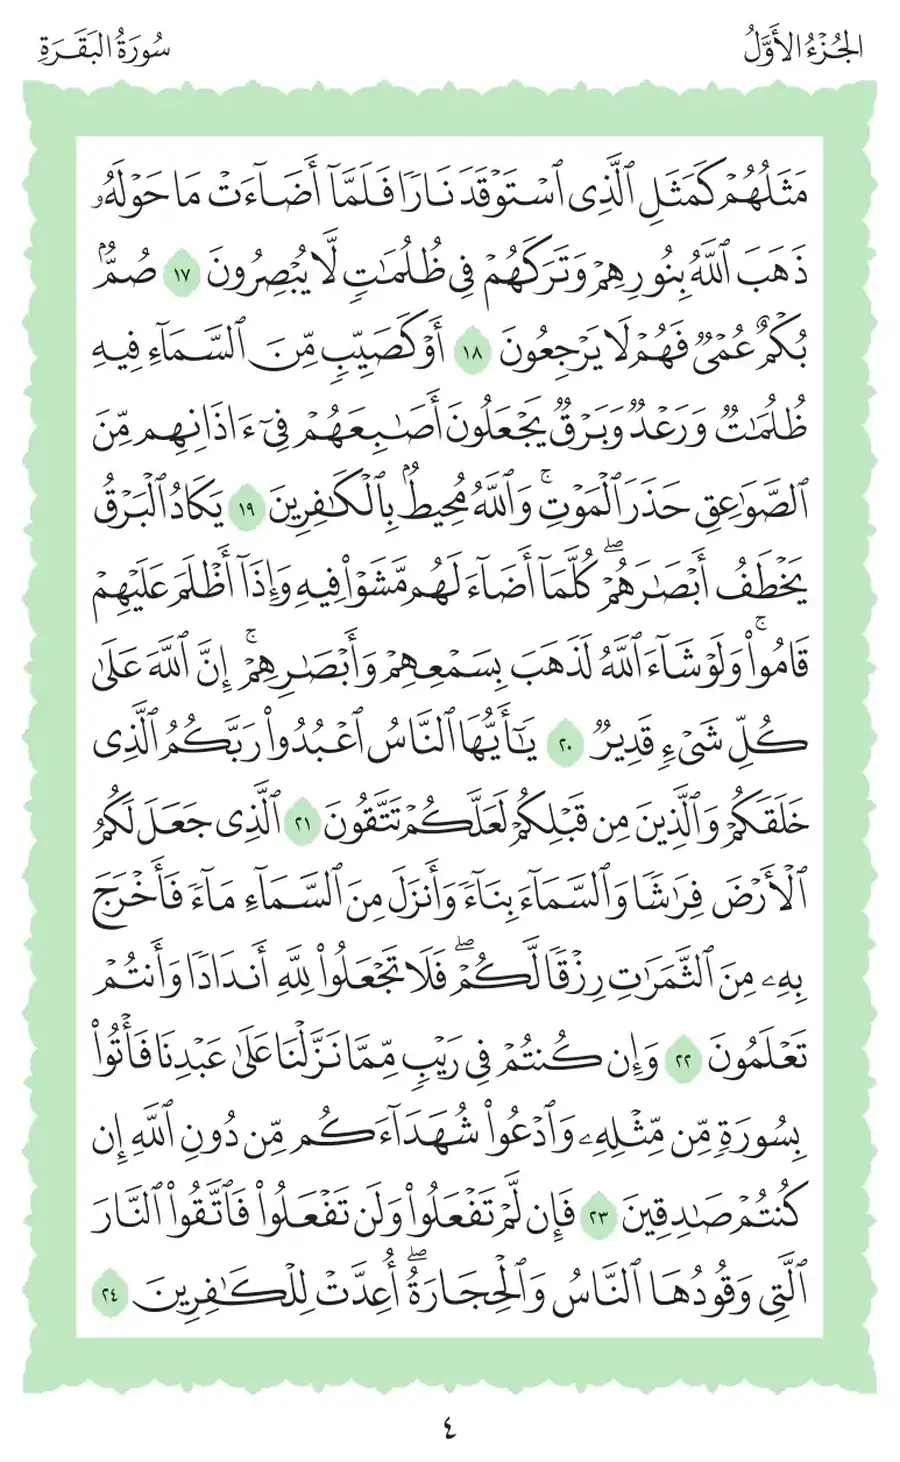 الجُزْءُ الأَوَّلُ
سُورَةُ البَقَرَةِ
مَثَلُهُمْ كَمَثَلِ ٱلَّذِى ٱسْتَوْقَدَ نَارًا فَلَمَّآ أَضَآءَتْ مَا حَوْلَهُۥ
ذَهَبَ ٱللَّهُ بِنُورِهِمْ وَتَرَكَهُمْ فِى ظُلُمَٰتٍ لَّا يُبْصِرُونَ ١٧ صُمٌّۢ
بُكْمٌ عُمْىٌ فَهُمْ لَا يَرْجِعُونَ ١٨ أَوْ كَصَيِّبٍ مِّنَ ٱلسَّمَآءِ فِيهِ
ظُلُمَٰتٌ وَرَعْدٌ وَبَرْقٌ يَجْعَلُونَ أَصَٰبِعَهُمْ فِىٓ ءَاذَانِهِم مِّنَ
ٱلصَّوَٰعِقِ حَذَرَ ٱلْمَوْتِۚ وَٱللَّهُ مُحِيطٌۢ بِٱلْكَٰفِرِينَ ١٩ يَكَادُ ٱلْبَرْقُ
يَخْطَفُ أَبْصَٰرَهُمْۖ كُلَّمَآ أَضَآءَ لَهُم مَّشَوْا۟ فِيهِ وَإِذَآ أَظْلَمَ عَلَيْهِمْ
قَامُوا۟ۚ وَلَوْ شَآءَ ٱللَّهُ لَذَهَبَ بِسَمْعِهِمْ وَأَبْصَٰرِهِمْۚ إِنَّ ٱللَّهَ عَلَىٰ
كُلِّ شَىْءٍ قَدِيرٌ ٢٠ يَٰٓأَيُّهَا ٱلنَّاسُ ٱعْبُدُوا۟ رَبَّكُمُ ٱلَّذِى
خَلَقَكُمْ وَٱلَّذِينَ مِن قَبْلِكُمْ لَعَلَّكُمْ تَتَّقُونَ ٢١ ٱلَّذِى جَعَلَ لَكُمُ
ٱلْأَرْضَ فِرَٰشًا وَٱلسَّمَآءَ بِنَآءً وَأَنزَلَ مِنَ ٱلسَّمَآءِ مَآءً فَأَخْرَجَ
بِهِۦ مِنَ ٱلثَّمَرَٰتِ رِزْقًا لَّكُمْۖ فَلَا تَجْعَلُوا۟ لِلَّهِ أَندَادًا وَأَنتُمْ
تَعْلَمُونَ ٢٢ وَإِن كُنتُمْ فِى رَيْبٍ مِّمَّا نَزَّلْنَا عَلَىٰ عَبْدِنَا فَأْتُوا۟
بِسُورَةٍ مِّن مِّثْلِهِۦ وَٱدْعُوا۟ شُهَدَآءَكُم مِّن دُونِ ٱللَّهِ إِن
كُنتُمْ صَٰدِقِينَ ٢٣ فَإِن لَّمْ تَفْعَلُوا۟ وَلَن تَفْعَلُوا۟ فَٱتَّقُوا۟ ٱلنَّارَ
ٱلَّتِى وَقُودُهَا ٱلنَّاسُ وَٱلْحِجَارَةُۖ أُعِدَّتْ لِلْكَٰفِرِينَ ٢٤
٤